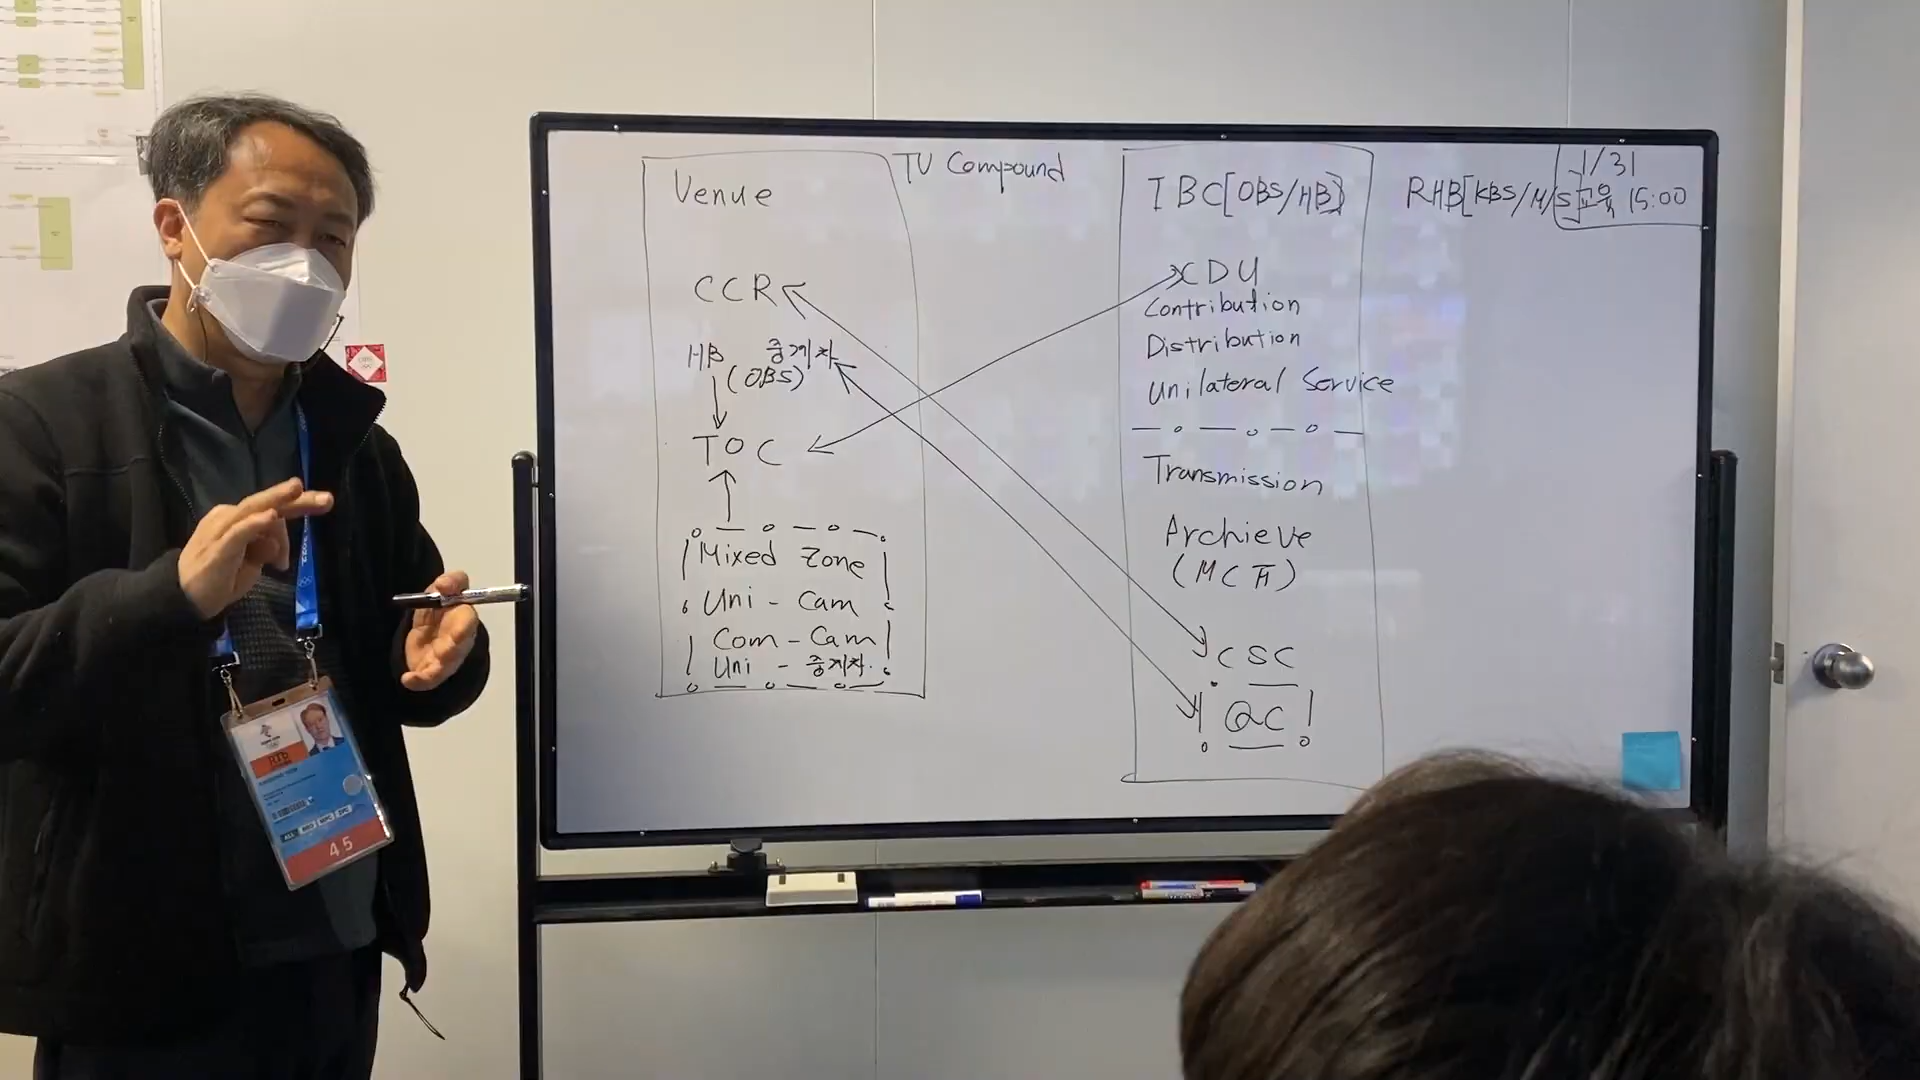 Venue
TV Compound
CCR
HB 중계차
(OBS)
TOC
Mixed Zone
Uni - Cam
Com - Cam
Uni - 중계차
IBC[OBS/HB]
CDU
Contribution
Distribution
Unilateral Service
Transmission
Archieve
CSC
QC
1/31
RHB[KBS/M/S] 교육 15:00
RTb
45